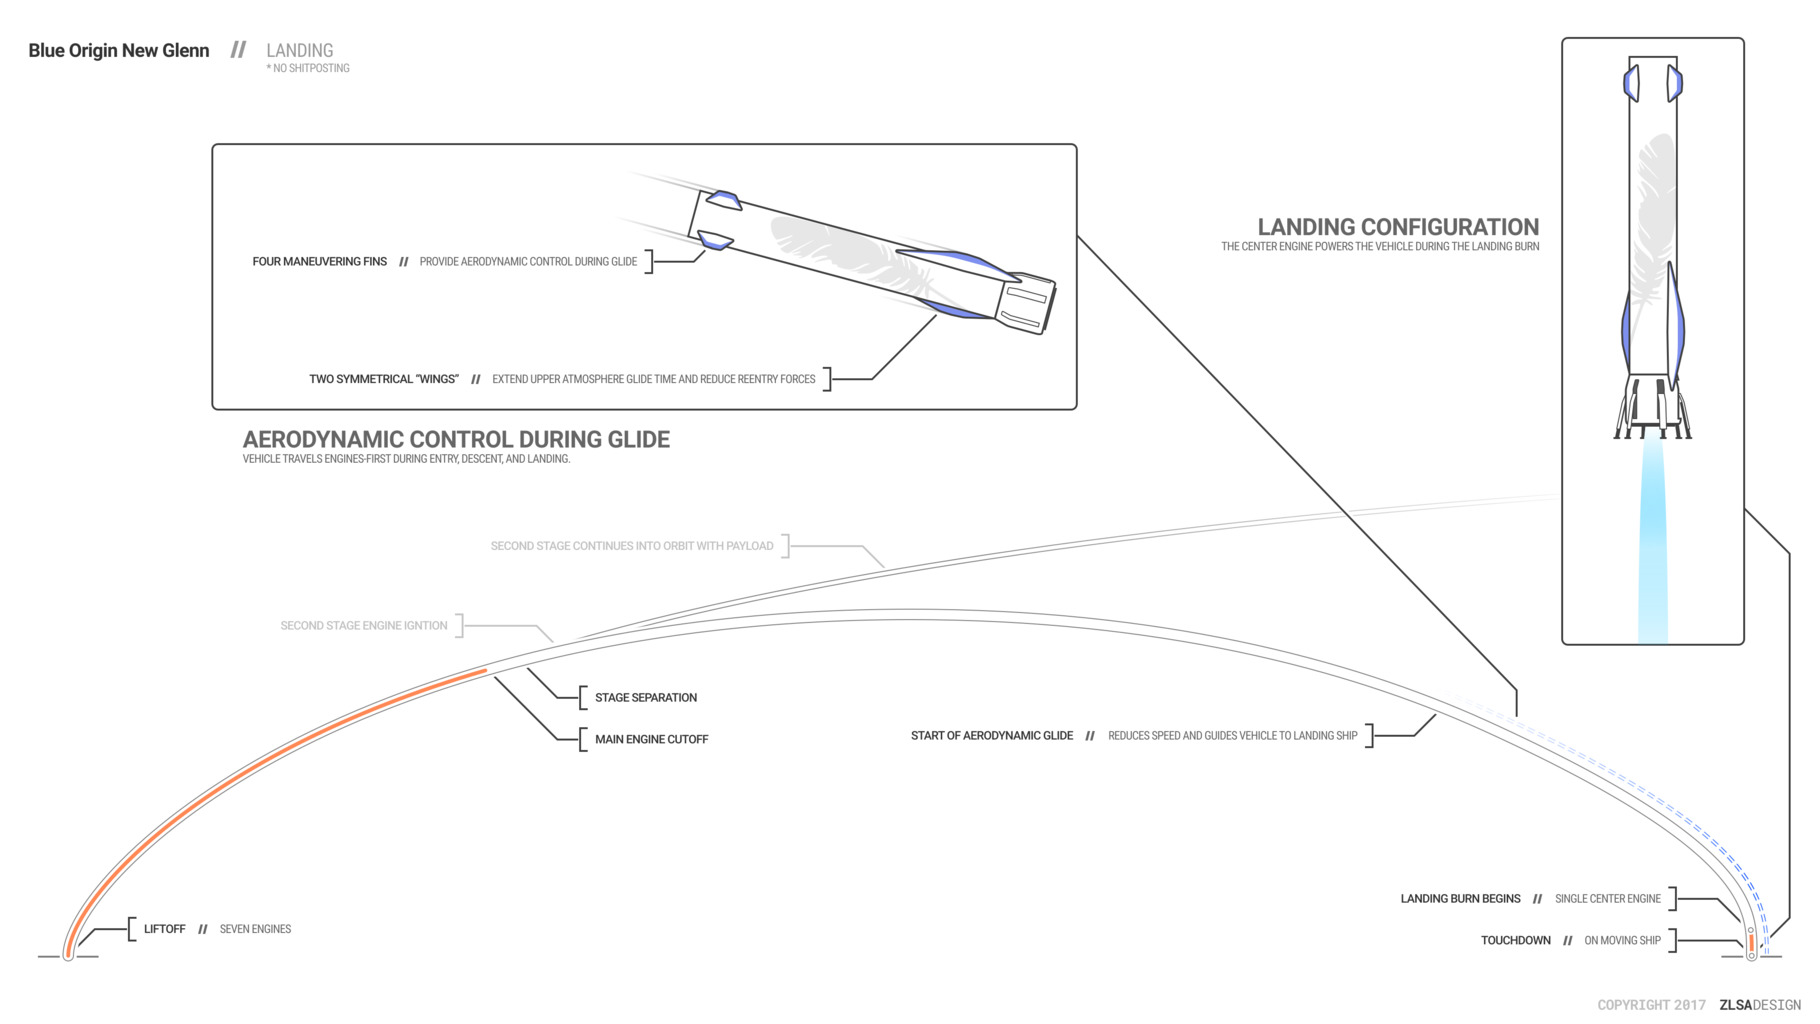 Blue Origin New Glenn // LANDING
* NO SHITPOSTING
FOUR MANEUVERING FINS // PROVIDE AERODYNAMIC CONTROL DURING GLIDE
TWO SYMMETRICAL "WINGS" // EXTEND UPPER ATMOSPHERE GLIDE TIME AND REDUCE REENTRY FORCES
AERODYNAMIC CONTROL DURING GLIDE
VEHICLE TRAVELS ENGINES-FIRST DURING ENTRY, DESCENT, AND LANDING.
LANDING CONFIGURATION
THE CENTER ENGINE POWERS THE VEHICLE DURING THE LANDING BURN
SECOND STAGE CONTINUES INTO ORBIT WITH PAYLOAD
SECOND STAGE ENGINE IGNTION
STAGE SEPARATION
MAIN ENGINE CUTOFF
START OF AERODYNAMIC GLIDE // REDUCES SPEED AND GUIDES VEHICLE TO LANDING SHIP
LIFTOFF // SEVEN ENGINES
LANDING BURN BEGINS // SINGLE CENTER ENGINE
TOUCHDOWN // ON MOVING SHIP
COPYRIGHT 2017 ZLSADESIGN